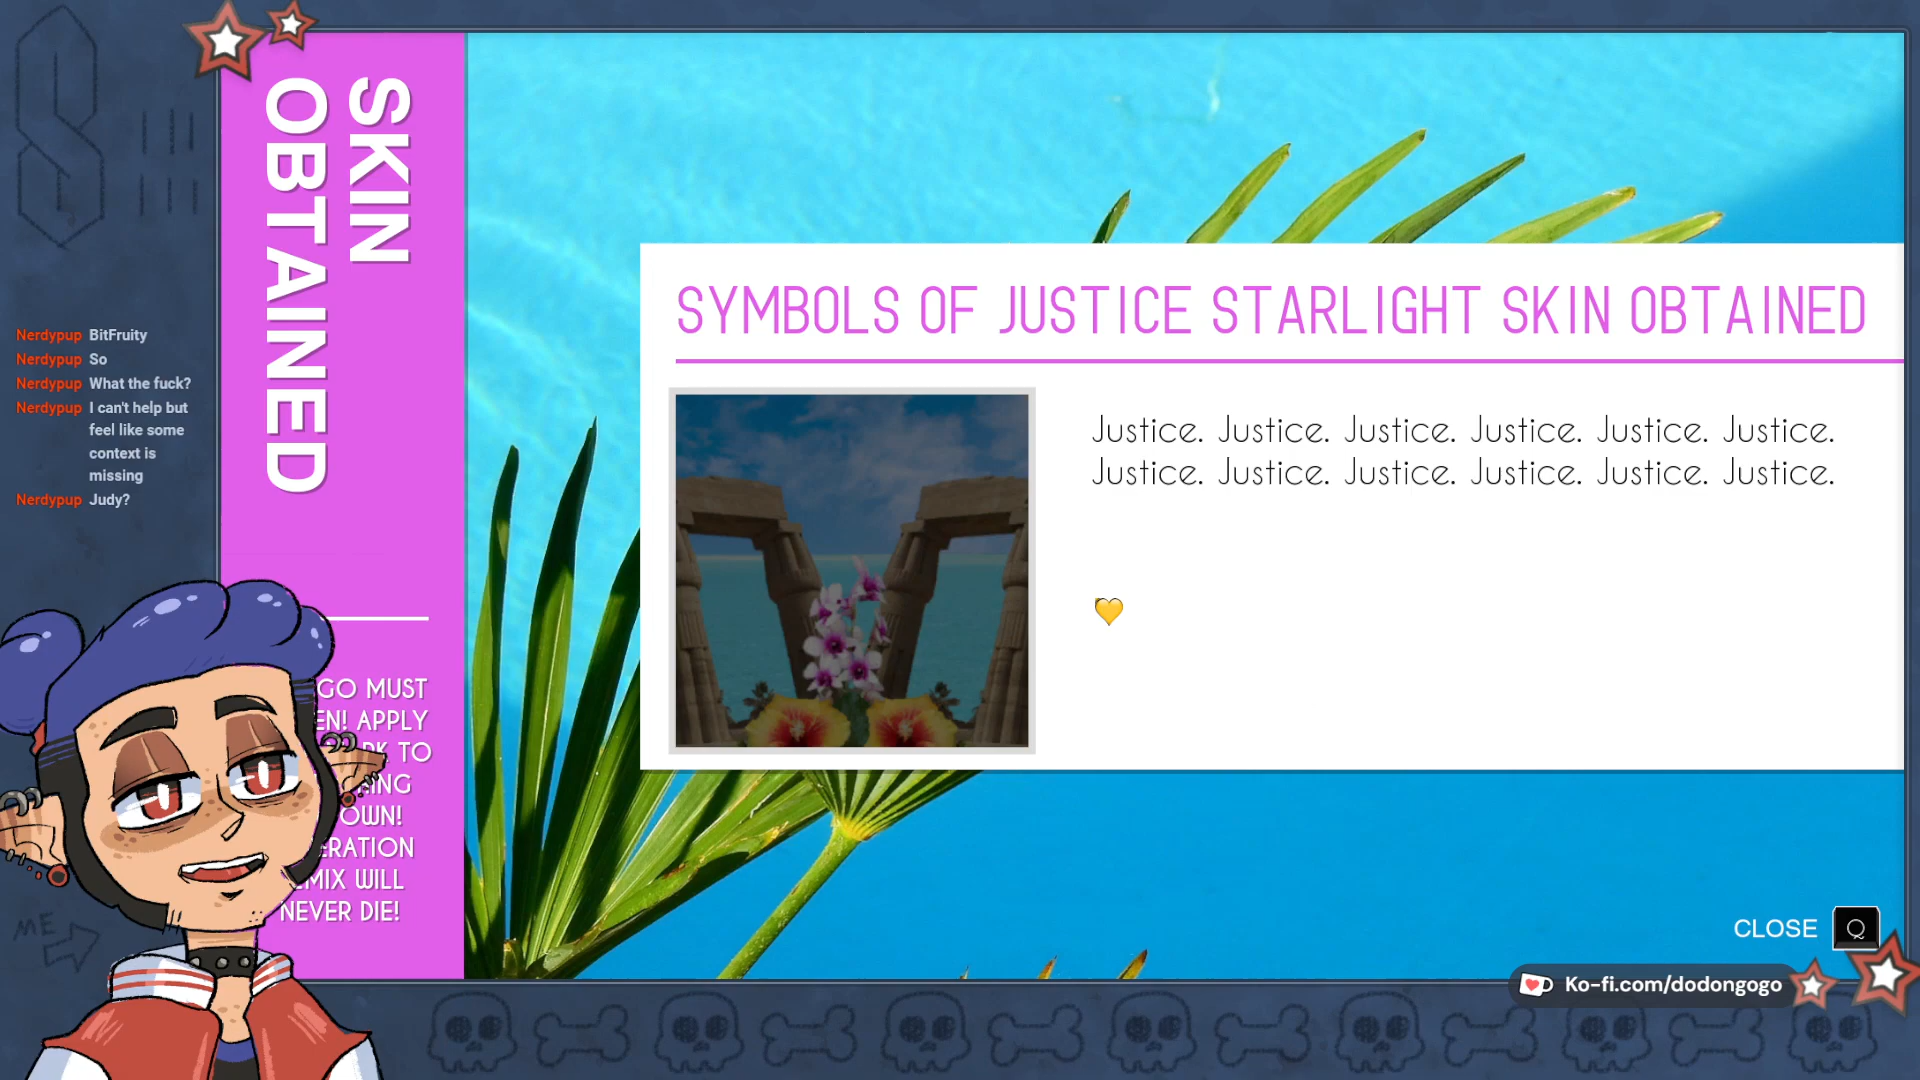 SKIN
OBTAINED
Nerdypup BitFruity
Nerdypup So
Nerdypup What the fuck?
Nerdypup I can't help but
feel like some
context is
missing
Nerdypup Judy?
SYMBOLS OF JUSTICE STARLIGHT SKIN OBTAINED
Justice. Justice. Justice. Justice. Justice. Justice.
Justice. Justice. Justice. Justice. Justice. Justice.
💛
GO MUST
APPLY
TO
OWN!
WILL
NEVER DIE!
ME
CLOSE Q
Ko-fi.com/dodongogo